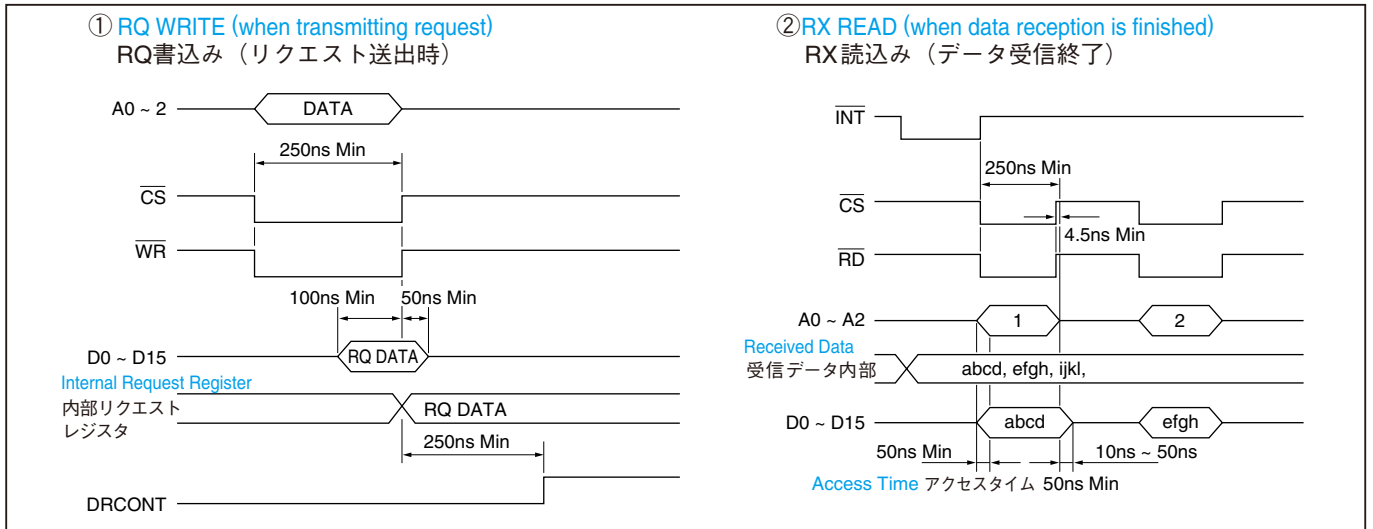 ① RQ WRITE (when transmitting request)
RQ書込み（リクエスト送出時）
A0 ~ 2
DATA
250ns Min
CS
WR
100ns Min
50ns Min
D0 ~ D15
RQ DATA
Internal Request Register
内部リクエスト
レジスタ
RQ DATA
250ns Min
DRCONT
②RX READ (when data reception is finished)
RX読込み（データ受信終了）
INT
250ns Min
CS
4.5ns Min
RD
A0 ~ A2
1
2
Received Data
受信データ内部
abcd, efgh, ijkl,
D0 ~ D15
abcd
efgh
50ns Min
10ns ~ 50ns
Access Time アクセスタイム 50ns Min